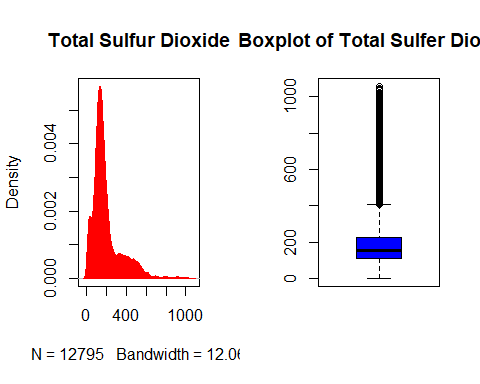 Total Sulfur Dioxide
Boxplot of Total Sulfer Dio
Density
0.000
0.002
0.004
0
400
1000
N = 12795 Bandwidth = 12.06
0
200
600
1000